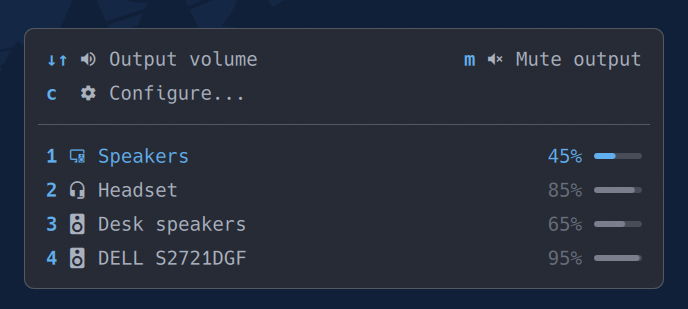 ↓↑ Output volume m Mute output
c Configure...
1 Speakers 45%
2 Headset 85%
3 Desk speakers 65%
4 DELL S2721DGF 95%